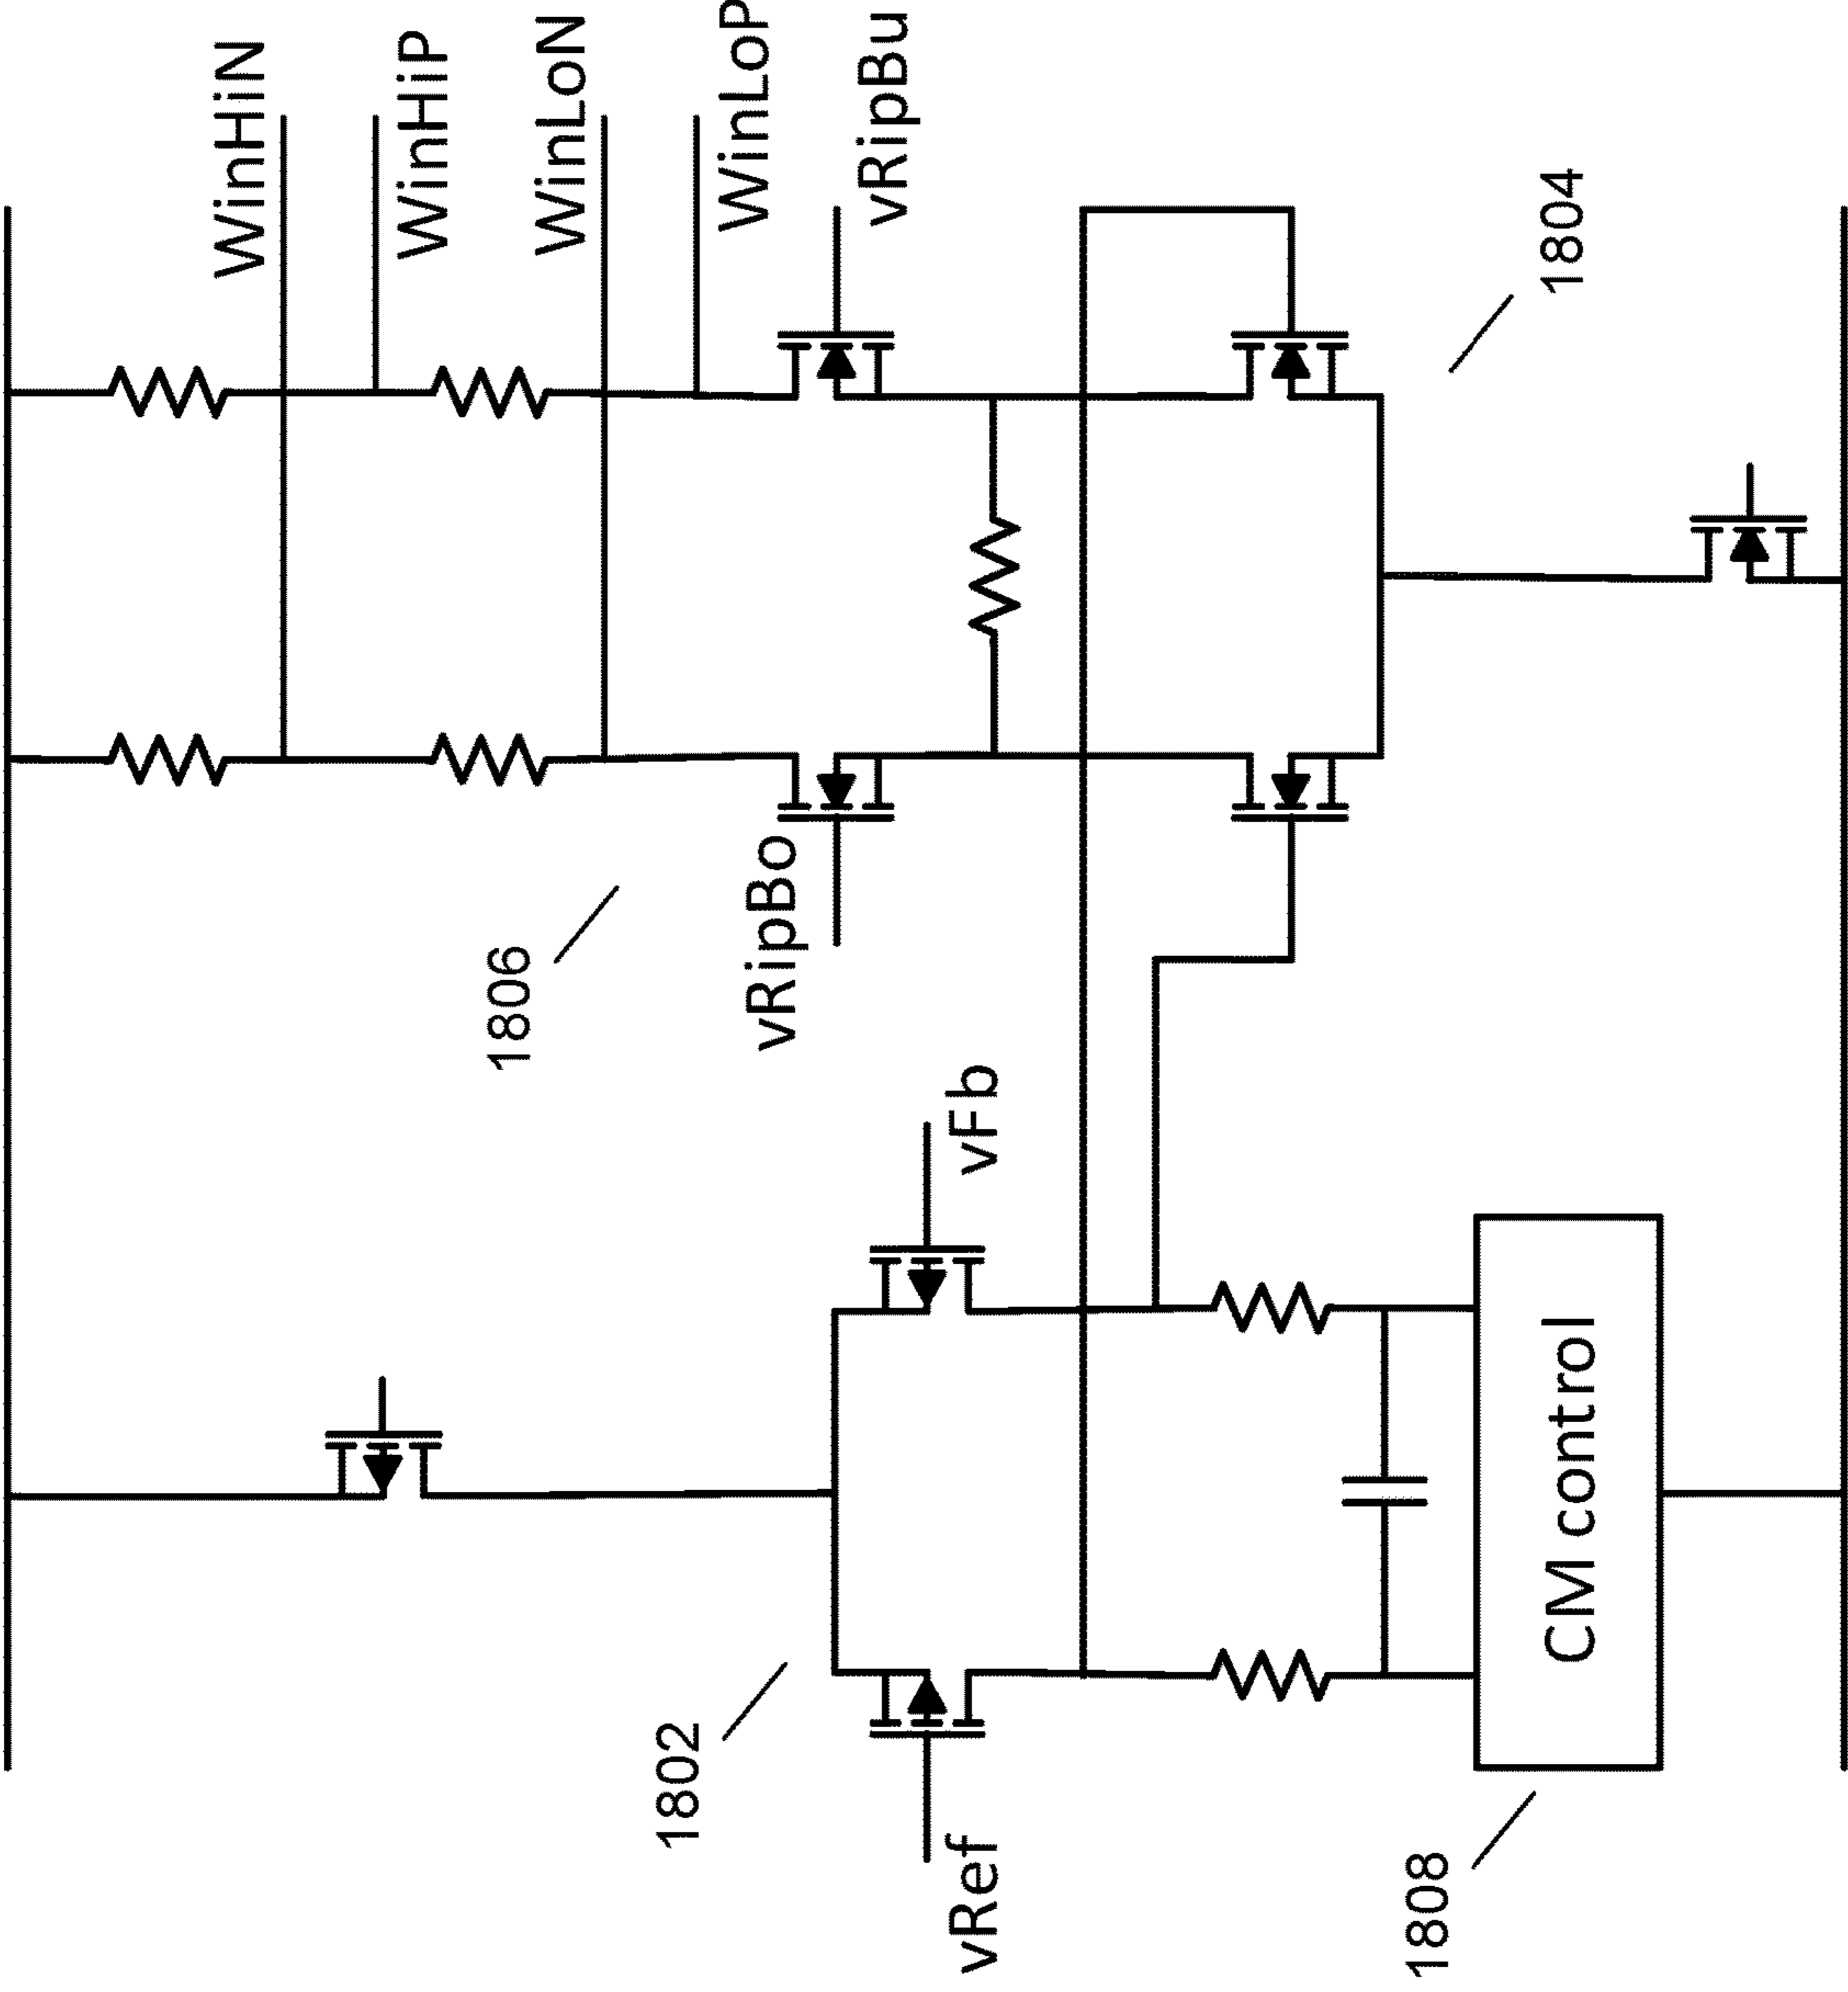 WinHiN
WinHiP
WinLoN
WinLoP
vRipBu
1804
1806
vRipBo
vFb
1802
vRef
CM control
1808